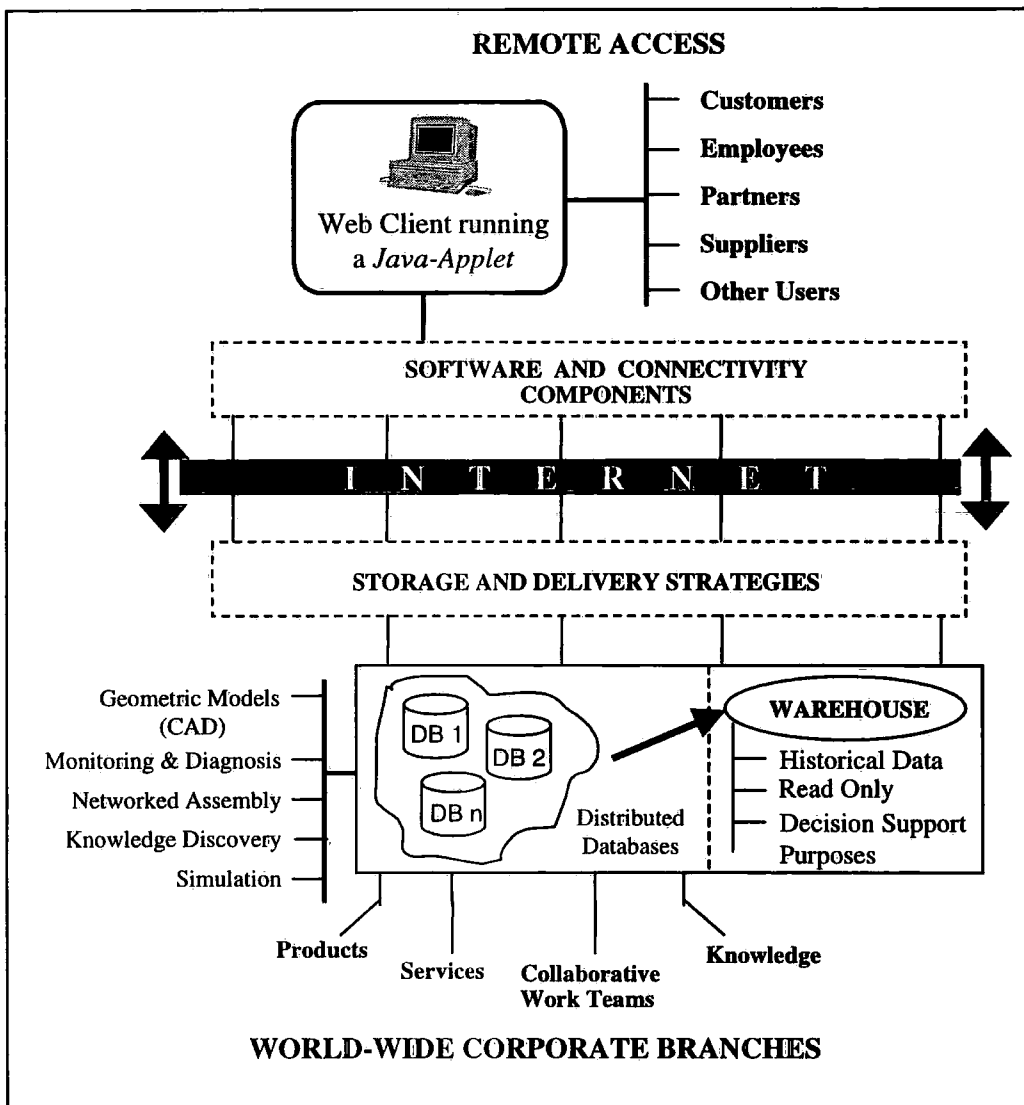 REMOTE ACCESS
Web Client running
a Java-Applet
Customers
Employees
Partners
Suppliers
Other Users
SOFTWARE AND CONNECTIVITY
COMPONENTS
INTERNET
STORAGE AND DELIVERY STRATEGIES
Geometric Models
(CAD)
Monitoring & Diagnosis
Networked Assembly
Knowledge Discovery
Simulation
DB 1
DB 2
DB n
Distributed
Databases
WAREHOUSE
Historical Data
Read Only
Decision Support
Purposes
Products
Services
Collaborative
Work Teams
Knowledge
WORLD-WIDE CORPORATE BRANCHES